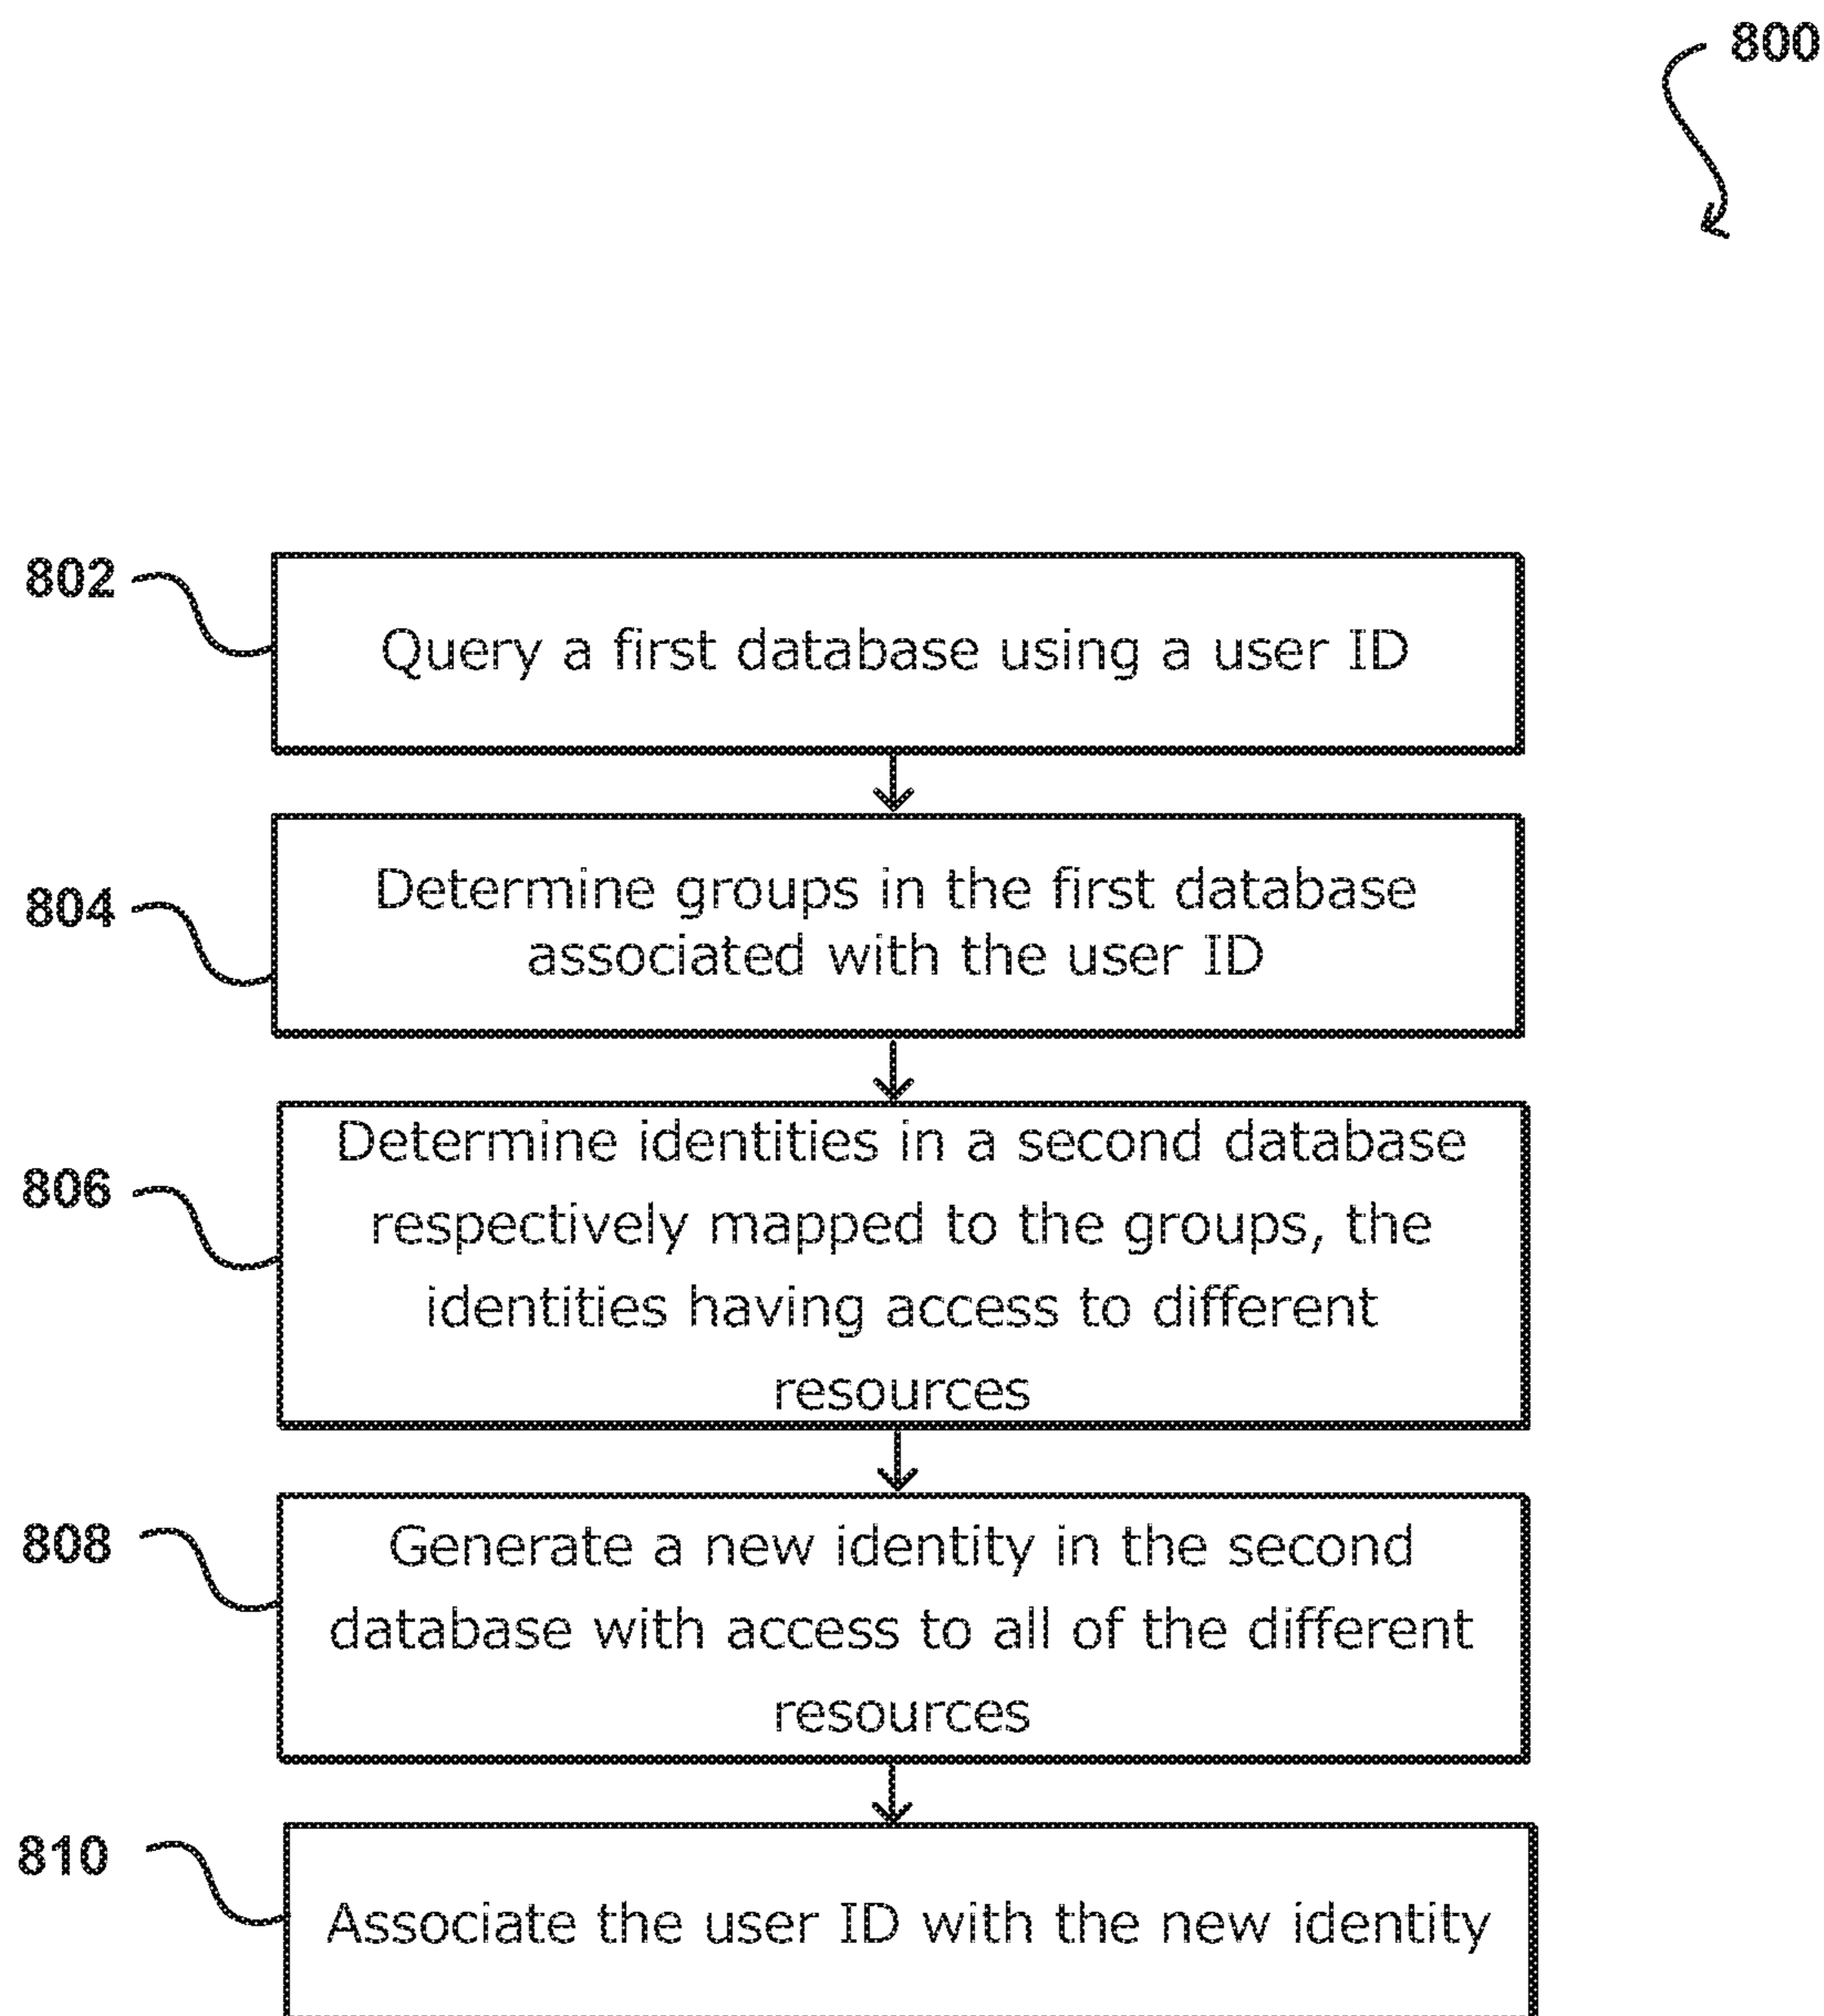 800
802
Query a first database using a user ID
804
Determine groups in the first database
associated with the user ID
806
Determine identities in a second database
respectively mapped to the groups, the
identities having access to different
resources
808
Generate a new identity in the second
database with access to all of the different
resources
810
Associate the user ID with the new identity